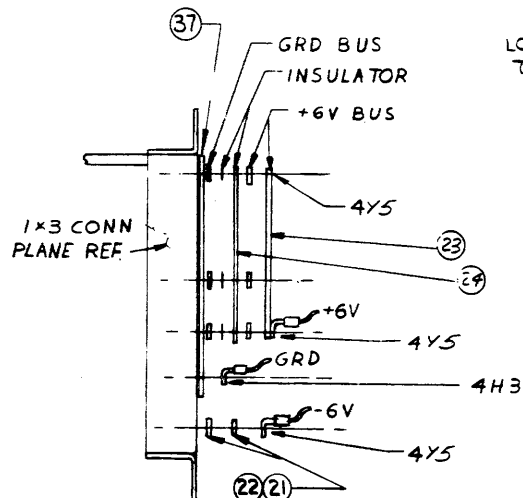 37
GRD BUS
INSULATOR
+6V BUS
LO
4Y5
1×3 CONN
PLANE REF.
23
24
+6V
4Y5
GRD
4H3
-6V
4Y5
22 21